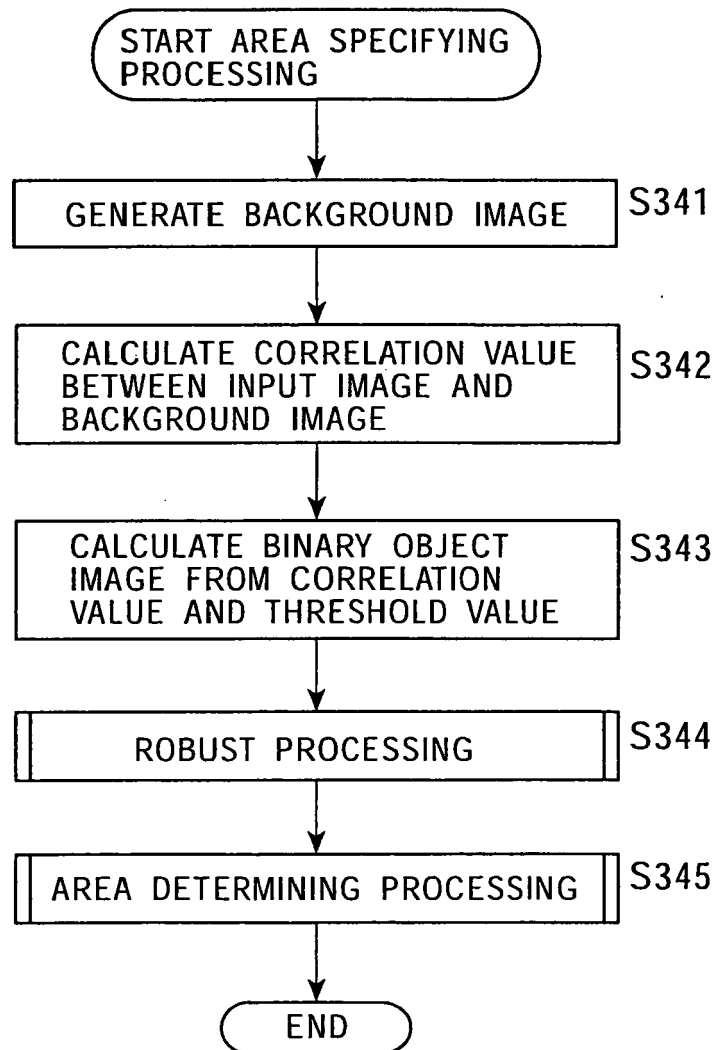 START AREA SPECIFYING
PROCESSING
GENERATE BACKGROUND IMAGE
S341
CALCULATE CORRELATION VALUE
BETWEEN INPUT IMAGE AND
BACKGROUND IMAGE
S342
CALCULATE BINARY OBJECT
IMAGE FROM CORRELATION
VALUE AND THRESHOLD VALUE
S343
ROBUST PROCESSING
S344
AREA DETERMINING PROCESSING
S345
END